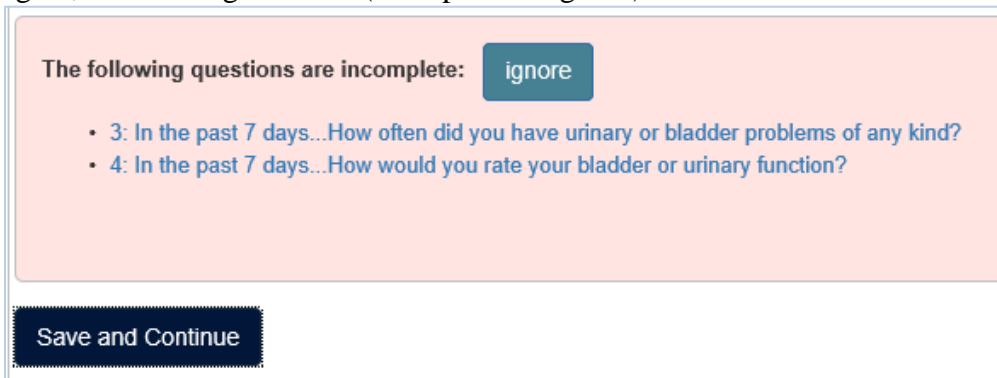 The following questions are incomplete: ignore
• 3: In the past 7 days...How often did you have urinary or bladder problems of any kind?
• 4: In the past 7 days...How would you rate your bladder or urinary function?
Save and Continue